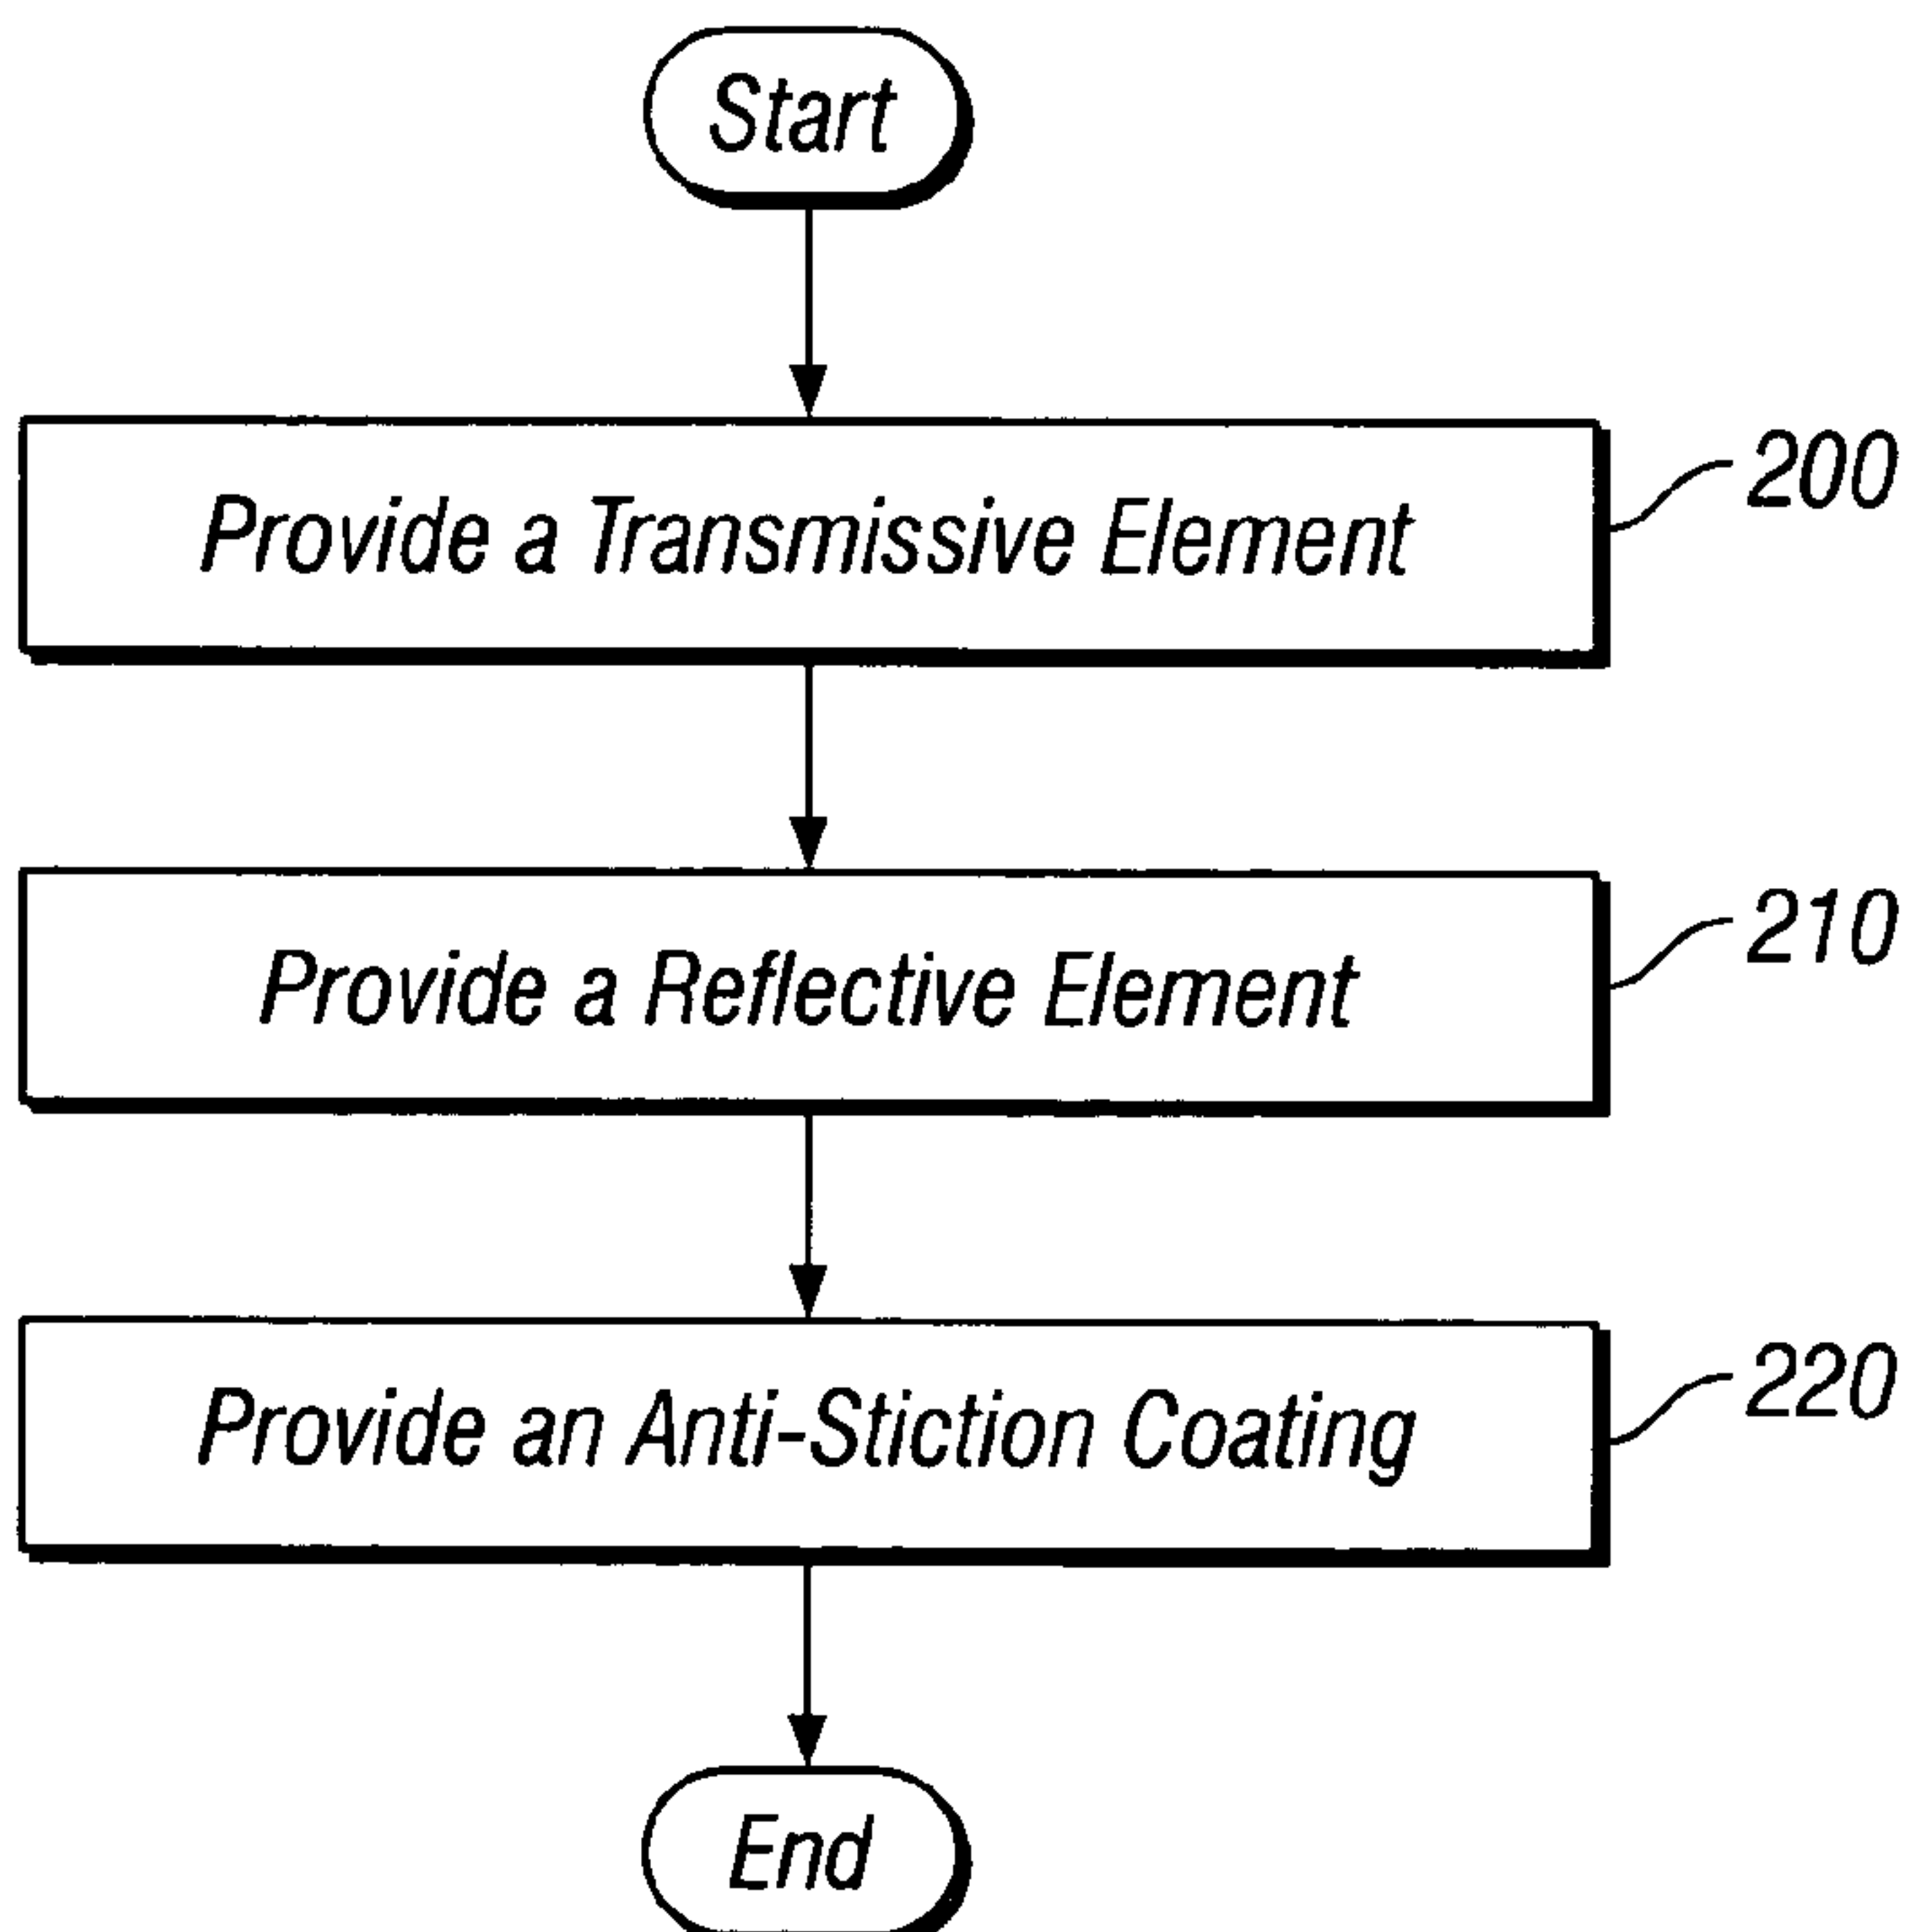 Start
Provide a Transmissive Element
200
Provide a Reflective Element
210
Provide an Anti-Stiction Coating
220
End